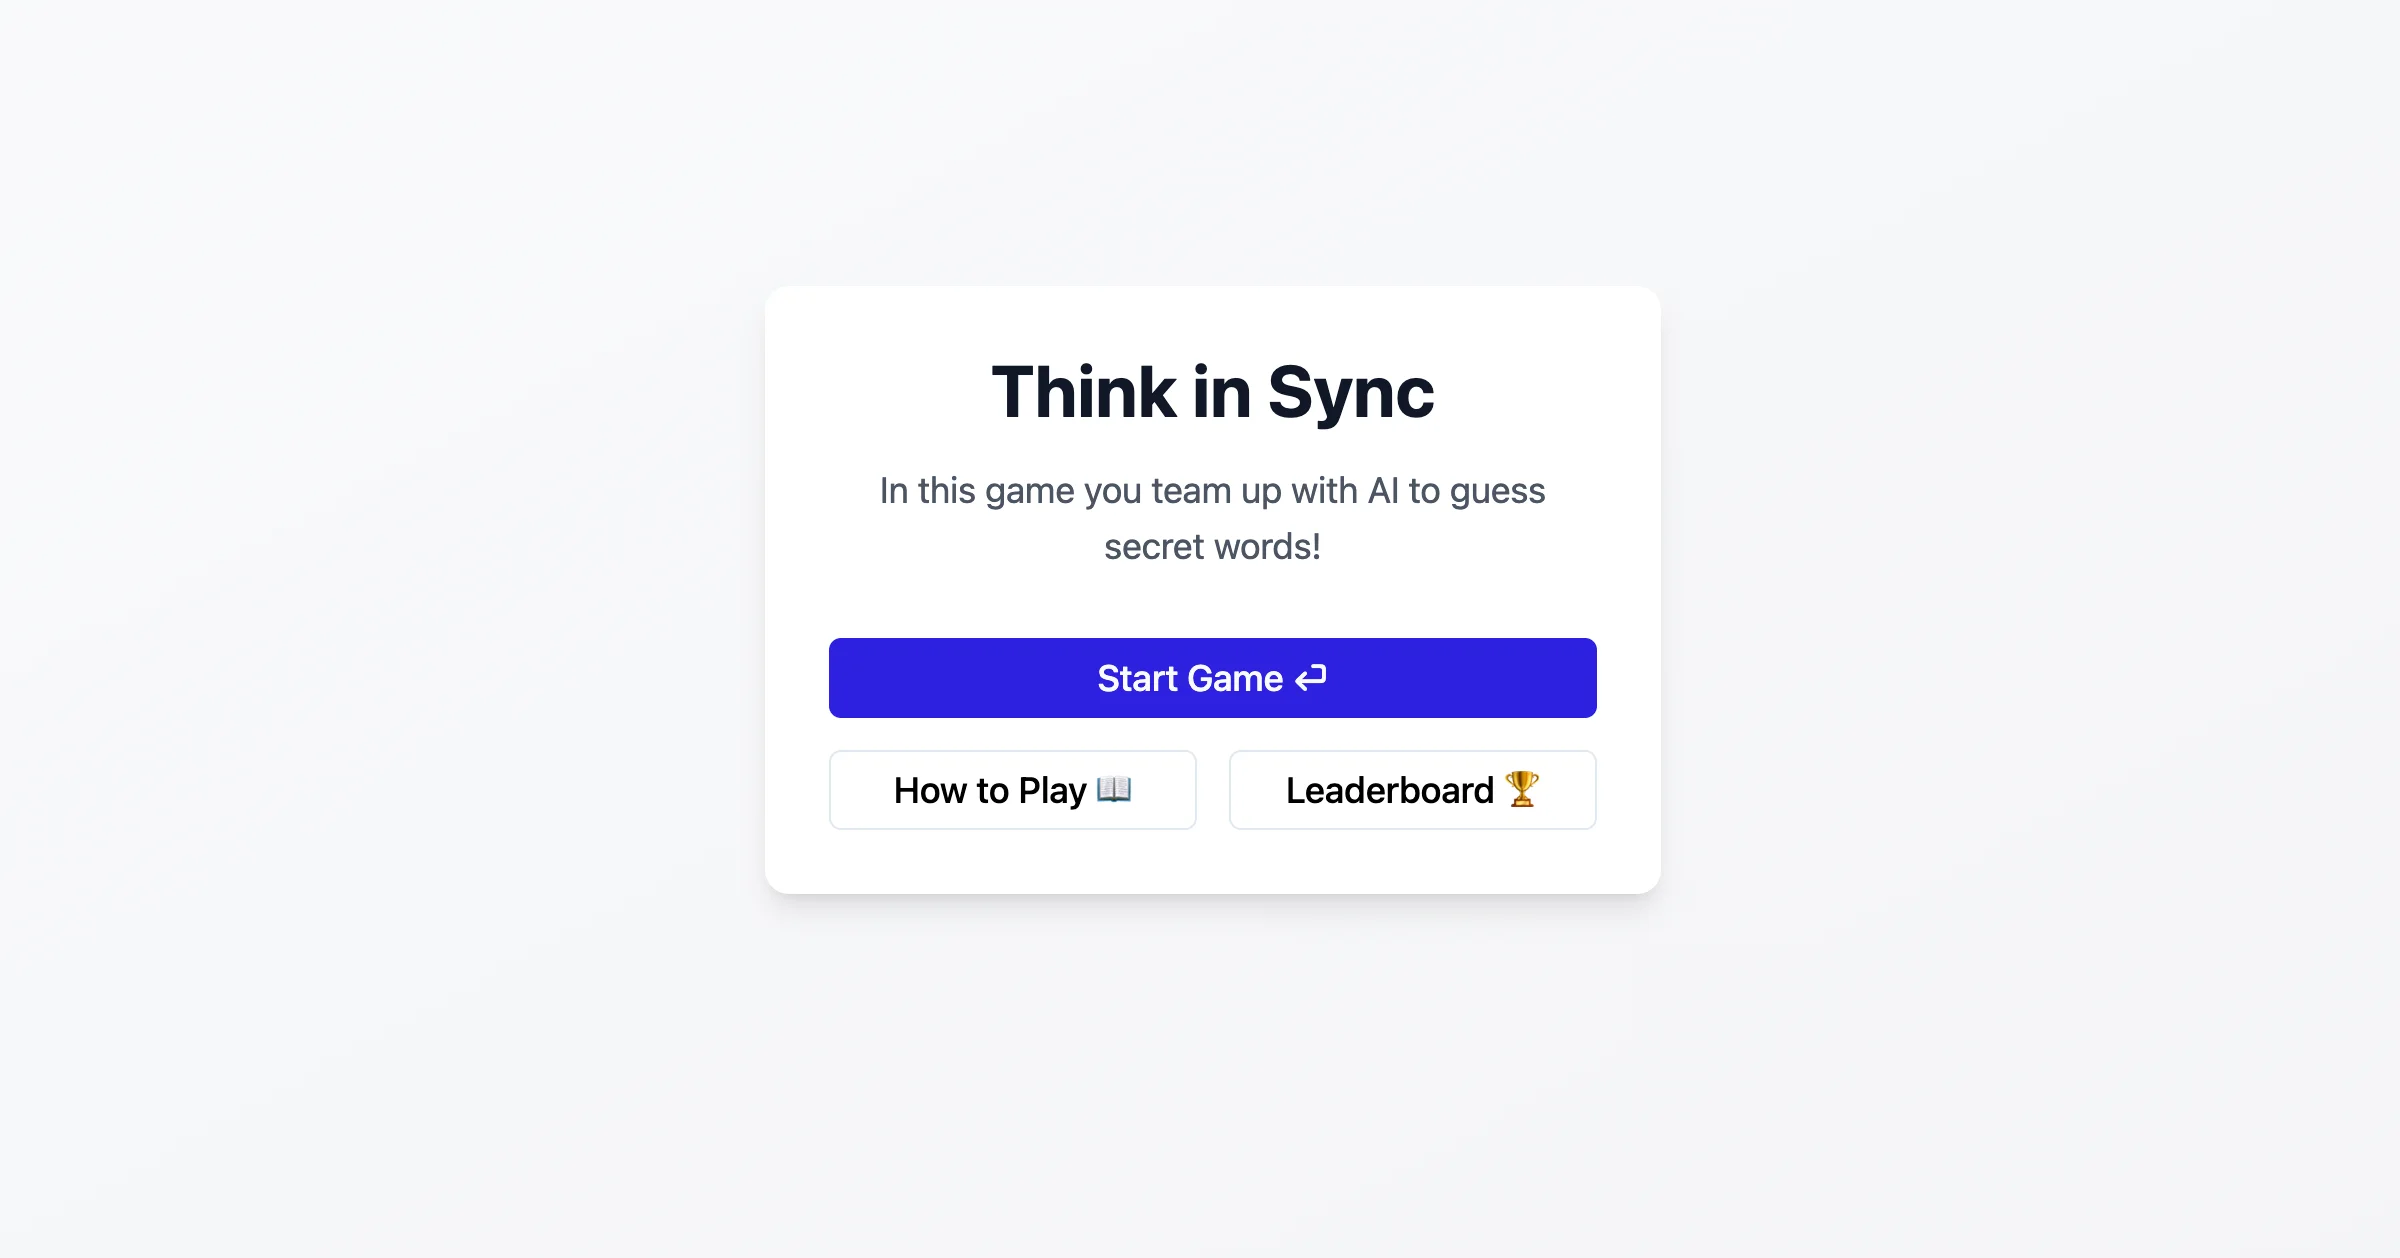 Think in Sync
In this game you team up with AI to guess
secret words!
Start Game ⏎
How to Play 📖
Leaderboard 🏆